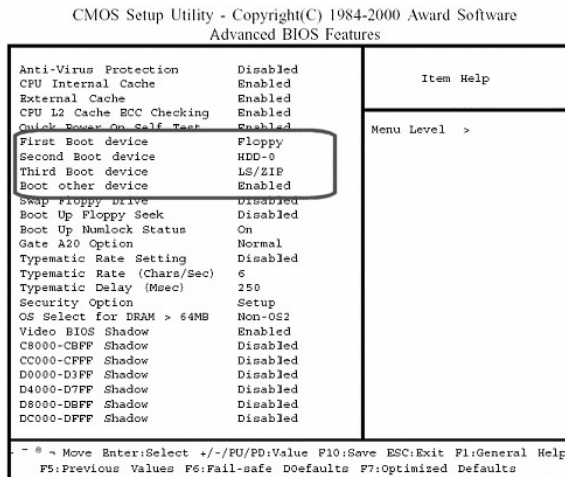 CMOS Setup Utility - Copyright(C) 1984-2000 Award Software
Advanced BIOS Features
Anti-Virus Protection Disabled
CPU Internal Cache Enabled
External Cache Enabled
CPU L2 Cache ECC Checking Enabled
Quick Power On Self Test Enabled
First Boot device Floppy
Second Boot device HDD-0
Third Boot device LS/ZIP
Boot other device Enabled
Swap Floppy Drive Disabled
Boot Up Floppy Seek Disabled
Boot Up Numlock Status On
Gate A20 Option Normal
Typematic Rate Setting Disabled
Typematic Rate (Chars/Sec) 6
Typematic Delay (Msec) 250
Security Option Setup
OS Select for DRAM > 64MB Non-OS2
Video BIOS Shadow Enabled
C8000-CBFF Shadow Disabled
CC000-CFFF Shadow Disabled
D0000-D3FF Shadow Disabled
D4000-D7FF Shadow Disabled
D8000-DBFF Shadow Disabled
DC000-DFFF Shadow Disabled
Item Help
Menu Level >
Move Enter:Select +/-/PU/PD:Value F10:Save ESC:Exit F1:General Help
F5:Previous Values F6:Fail-safe DOefaults F7:Optimized Defaults